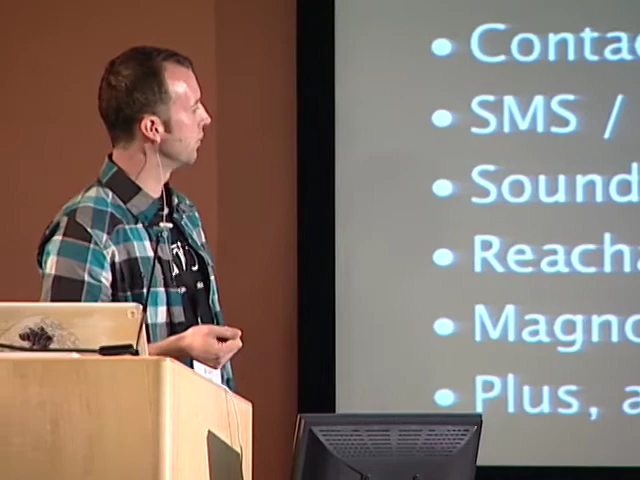 • Contac
• SMS /
• Sound
• Reacha
• Magno
• Plus, a